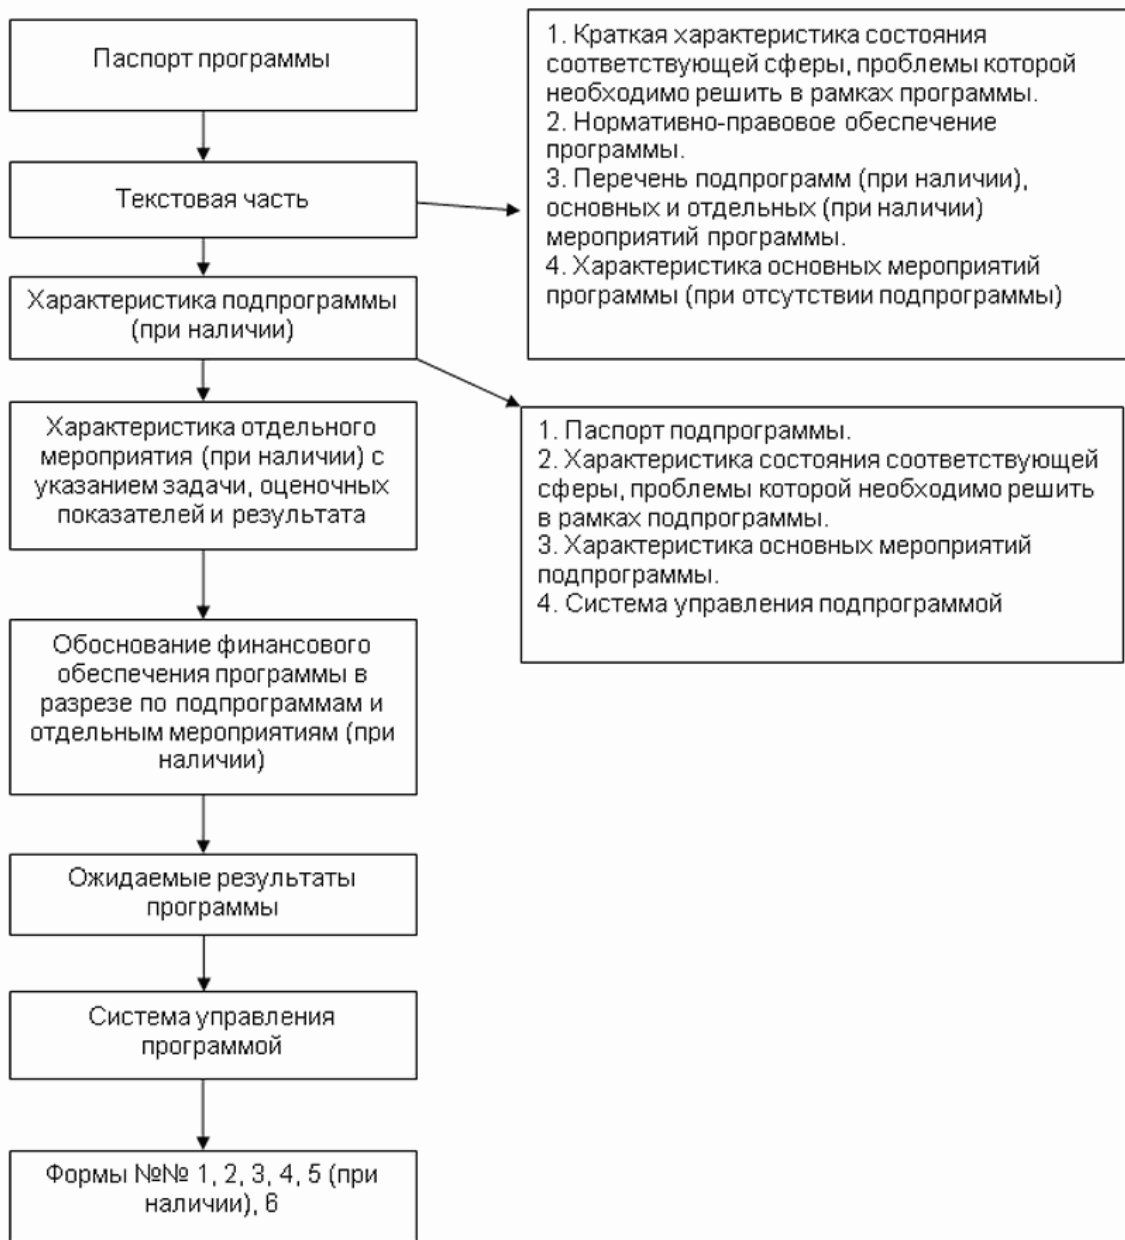 Паспорт программы
1. Краткая характеристика состояния
соответствующей сферы, проблемы которой
необходимо решить в рамках программы.
2. Нормативно-правовое обеспечение
программы.
3. Перечень подпрограмм (при наличии),
основных и отдельных (при наличии)
мероприятий программы.
4. Характеристика основных мероприятий
программы (при отсутствии подпрограммы)
Текстовая часть
Характеристика подпрограммы
(при наличии)
1. Паспорт подпрограммы.
2. Характеристика состояния соответствующей
сферы, проблемы которой необходимо решить
в рамках подпрограммы.
3. Характеристика основных мероприятий
подпрограммы.
4. Система управления подпрограммой
Характеристика отдельного
мероприятия (при наличии) с
указанием задачи, оценочных
показателей и результата
Обоснование финансового
обеспечения программы в
разрезе по подпрограммам и
отдельным мероприятиям (при
наличии)
Ожидаемые результаты
программы
Система управления
программой
Формы №№ 1, 2, 3, 4, 5 (при
наличии), 6